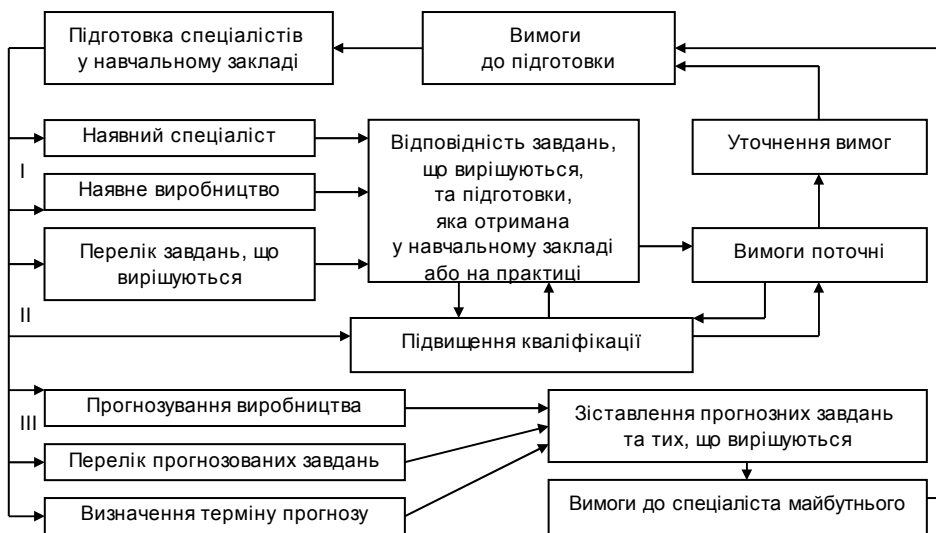 Підготовка спеціалістів
у навчальному закладі
Вимоги
до підготовки
Наявний спеціаліст
Відповідність завдань,
що вирішуються,
та підготовки,
яка отримана
у навчальному закладі
або на практиці
Уточнення вимог
I
Наявне виробництво
Перелік завдань, що
вирішуються
Вимоги поточні
II
Підвищення кваліфікації
Прогнозування виробництва
Зіставлення прогнозних завдань
та тих, що вирішуються
III
Перелік прогнозованих завдань
Визначення терміну прогнозу
Вимоги до спеціаліста майбутнього